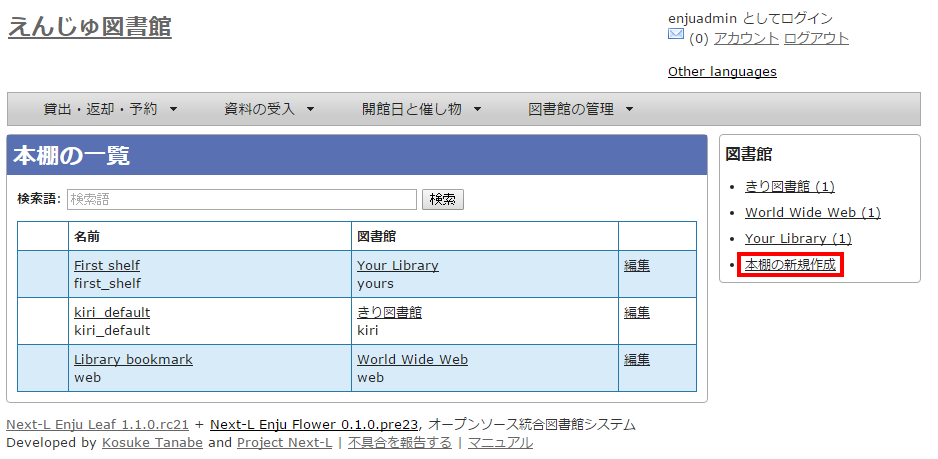 えんじゅ図書館
enjuadmin としてログイン
(0) アカウント ログアウト
Other languages
貸出・返却・予約 資料の受入 開館日と催し物 図書館の管理
本棚の一覧
検索語: 検索語 検索
名前 図書館
First shelf Your Library 編集
first_shelf yours
kiri_default きり図書館 編集
kiri_default kiri
Library bookmark World Wide Web 編集
web web
図書館
きり図書館 (1)
World Wide Web (1)
Your Library (1)
本棚の新規作成
Next-L Enju Leaf 1.1.0.rc21 + Next-L Enju Flower 0.1.0.pre23, オープンソース統合図書館システム
Developed by Kosuke Tanabe and Project Next-L | 不具合を報告する | マニュアル